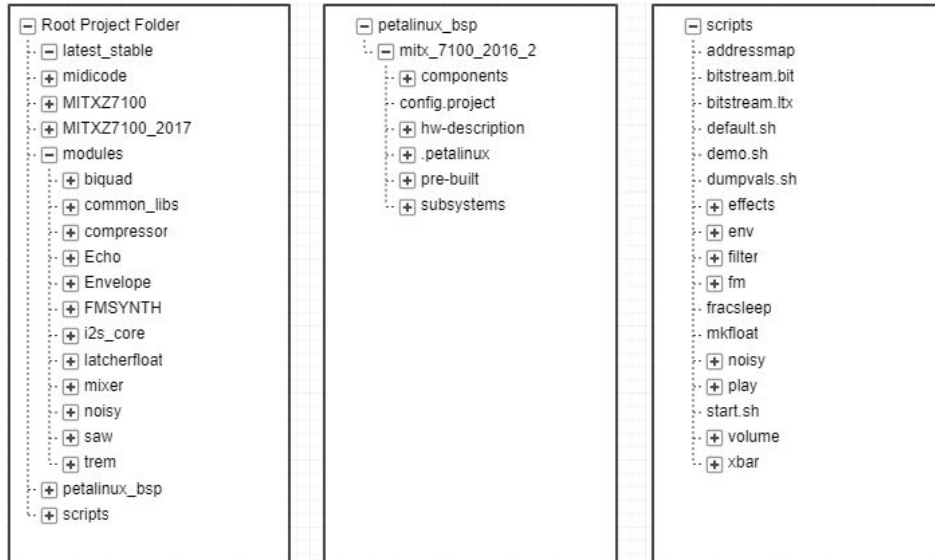 Root Project Folder
latest_stable
midicode
MITXZ7100
MITXZ7100_2017
modules
biquad
common_libs
compressor
Echo
Envelope
FMSYNTH
i2s_core
latcherfloat
mixer
noisy
saw
trem
petalinux_bsp
scripts
petalinux_bsp
mitx_7100_2016_2
components
config.project
hw-description
.petalinux
pre-built
subsystems
scripts
addressmap
bitstream.bit
bitstream.ltx
default.sh
demo.sh
dumpvals.sh
effects
env
filter
fm
fracsleep
mkfloat
noisy
play
start.sh
volume
xbar